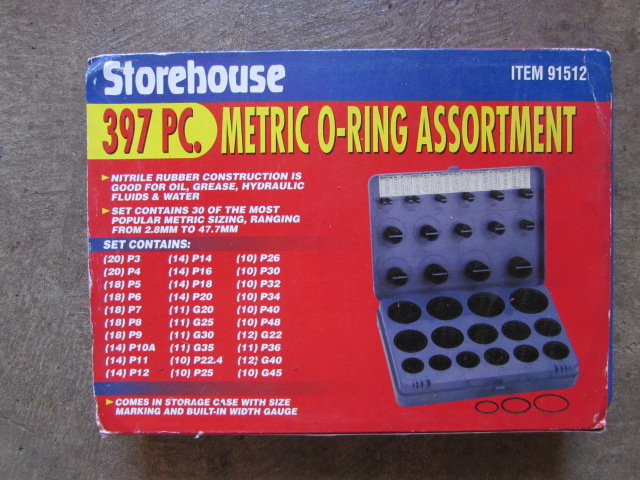 Storehouse
ITEM 91512
397 PC. METRIC O-RING ASSORTMENT
NITRILE RUBBER CONSTRUCTION IS
GOOD FOR OIL, GREASE, HYDRAULIC
FLUIDS & WATER
SET CONTAINS 30 OF THE MOST
POPULAR METRIC SIZING, RANGING
FROM 2.8MM TO 47.7MM
SET CONTAINS:
(20) P3 (14) P14 (10) P26
(20) P4 (14) P16 (10) P30
(18) P5 (14) P18 (10) P32
(18) P6 (14) P20 (10) P34
(18) P7 (11) G20 (10) P40
(18) P8 (11) G25 (10) P48
(18) P9 (11) G30 (12) G22
(14) P10A (11) G35 (11) P36
(14) P11 (10) P22.4 (12) G40
(14) P12 (10) P25 (10) G45
COMES IN STORAGE CASE WITH SIZE
MARKING AND BUILT-IN WIDTH GAUGE